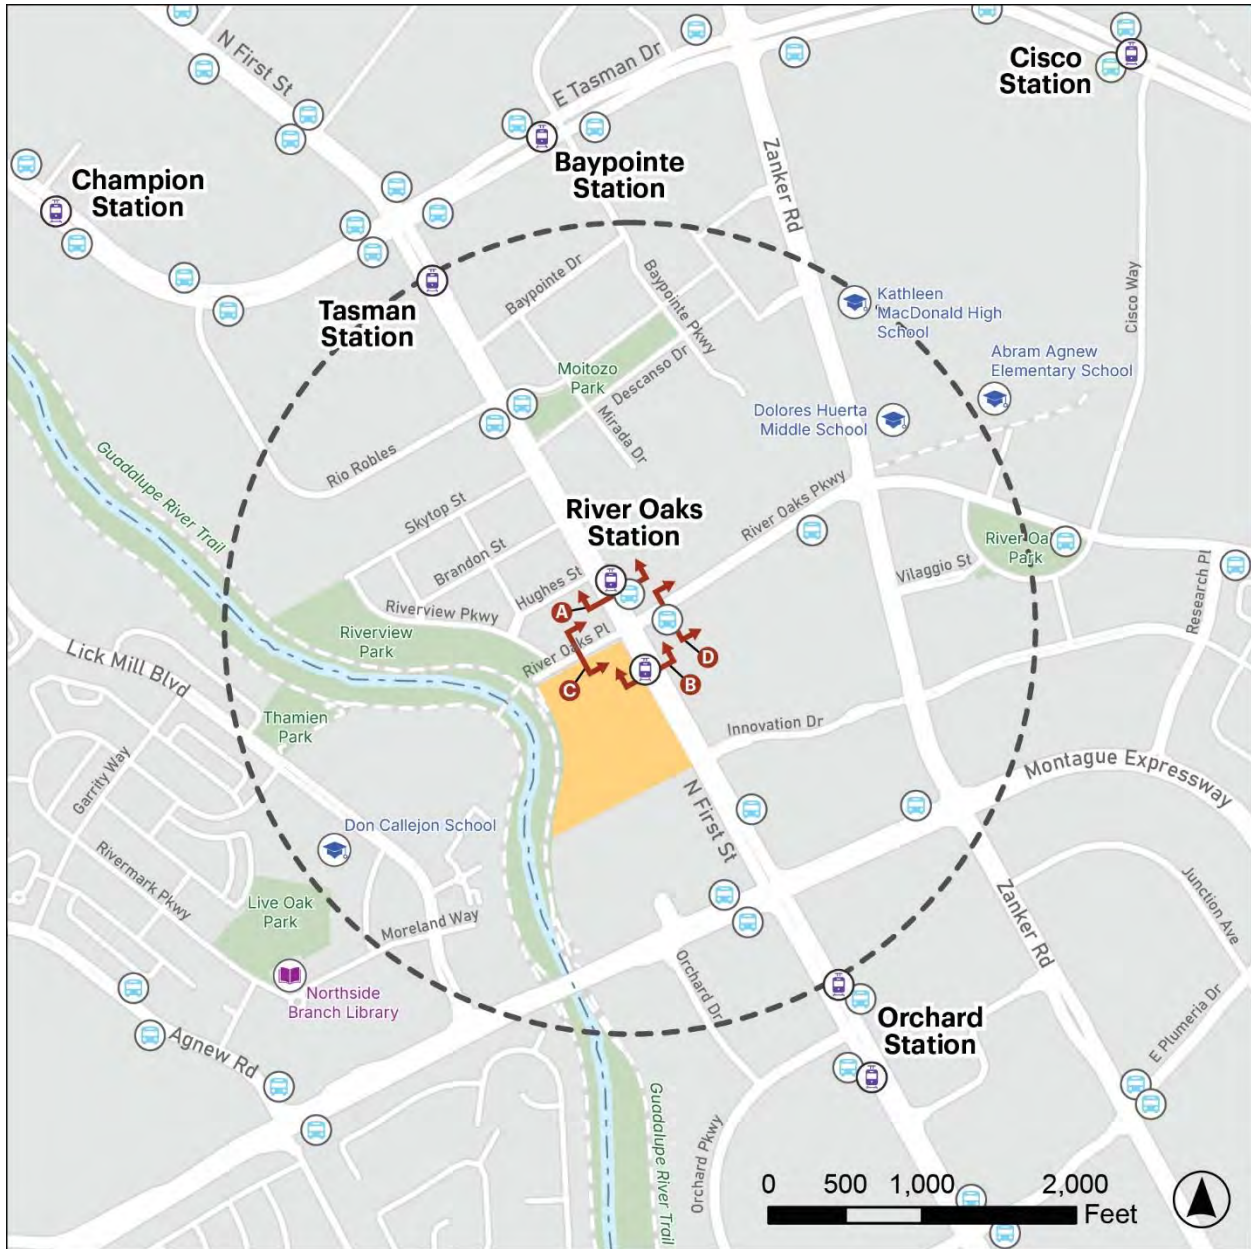 N First St
E Tasman Dr
Cisco
Station
Baypointe
Station
Zanker Rd
Champion
Station
Tasman
Station
Baypointe Dr
Baypointe Pkwy
Cisco Way
Kathleen
MacDonald High
School
Abram Agnew
Elementary School
Moitozo
Park
Descanso Dr
Mirada Dr
Dolores Huerta
Middle School
Rio Robles
Guadalupe River Trail
Skytop St
River Oaks
Station
River Oaks Pkwy
Brandon St
Hughes St
River Oa
Park
Vilaggio St
Research Pl
Riverview Pkwy
A
Riverview
Park
River Oaks Pl
D
C
B
Lick Mill Blvd
Thamien
Park
Innovation Dr
Garrity Way
Montague Expressway
N First St
Don Callejon School
Rivermark Pkwy
Live Oak
Park
Moreland Way
Zanker Rd
Junction Ave
Northside
Branch Library
Orchard Dr
Orchard
Station
E Plumeria Dr
Agnew Rd
Guadalupe River Trail
Orchard Pkwy
0 500 1,000 2,000
Feet